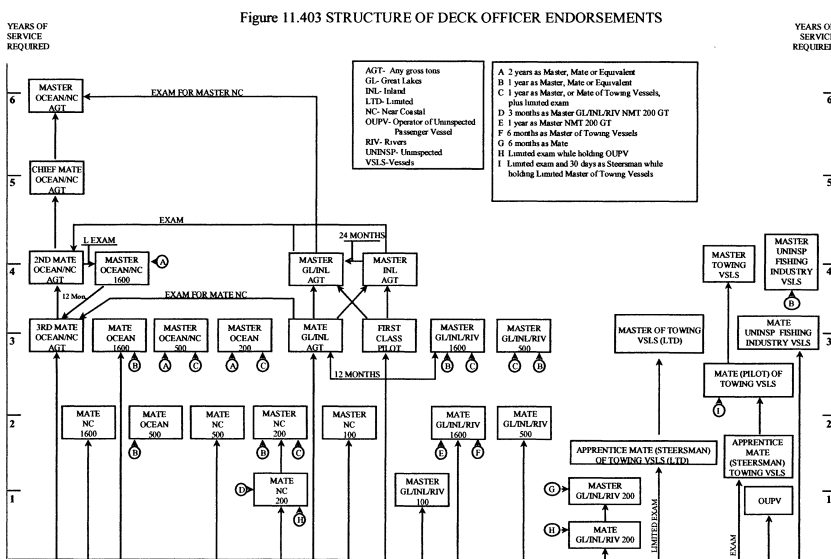 Figure 11.403 STRUCTURE OF DECK OFFICER ENDORSEMENTS
YEARS OF
SERVICE
REQUIRED
YEARS OF
SERVICE
REQUIRED
AGT- Any gross tons
GL- Great Lakes
INL- Inland
LTD- Limited
NC- Near Coastal
OUPV- Operator of Uninspected
Passenger Vessel
RIV- Rivers
UNINSP- Uninspected
VSLS-Vessels
A 2 years as Master, Mate or Equivalent
B 1 year as Master, Mate or Equivalent
C 1 year as Master, or Mate of Towing Vessels,
plus limited exam
D 3 months as Master GL/INL/RIV NMT 200 GT
E 1 year as Master NMT 200 GT
F 6 months as Master of Towing Vessels
G 6 months as Mate
H Limited exam while holding OUPV
I Limited exam and 30 days as Steersman while
holding Limited Master of Towing Vessels
6
MASTER
OCEAN/NC
AGT
EXAM FOR MASTER NC
6
5
CHIEF MATE
OCEAN/NC
AGT
5
EXAM
L EXAM
24 MONTHS
4
2ND MATE
OCEAN/NC
AGT
MASTER
OCEAN/NC
1600
A
MASTER
GL/INL
AGT
MASTER
INL
AGT
MASTER
TOWING
VSLS
MASTER
UNINSP
FISHING
INDUSTRY
VSLS
B
4
12 Mon.
EXAM FOR MATE NC
3
3RD MATE
OCEAN/NC
AGT
MATE
OCEAN
1600
B
MASTER
OCEAN/NC
500
A
C
MASTER
OCEAN
200
A
C
MATE
GL/INL
AGT
FIRST
CLASS
PILOT
MASTER
GL/INL/RIV
1600
B
C
MASTER
GL/INL/RIV
500
C
B
MASTER OF TOWING
VSLS (LTD)
MATE
UNINSP FISHING
INDUSTRY VSLS
3
12 MONTHS
MATE (PILOT) OF
TOWING VSLS
I
2
MATE
NC
1600
MATE
OCEAN
500
B
MATE
NC
500
MASTER
NC
200
B
C
MASTER
NC
100
MATE
GL/INL/RIV
1600
E
F
MATE
GL/INL/RIV
500
APPRENTICE MATE (STEERSMAN)
OF TOWING VSLS (LTD)
APPRENTICE
MATE
(STEERSMAN)
TOWING VSLS
2
1
D
MATE
NC
200
H
MASTER
GL/INL/RIV
100
G
MASTER
GL/INL/RIV 200
H
MATE
GL/INL/RIV 200
LIMITED EXAM
EXAM
OUPV
1